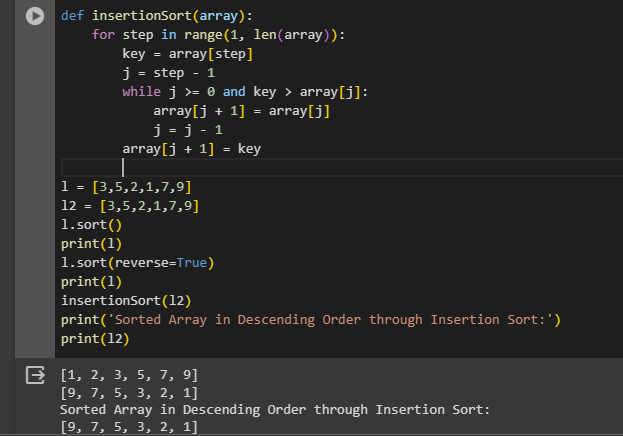 def insertionSort(array):
    for step in range(1, len(array)):
        key = array[step]
        j = step - 1
        while j >= 0 and key > array[j]:
            array[j + 1] = array[j]
            j = j - 1
        array[j + 1] = key
l = [3,5,2,1,7,9]
l2 = [3,5,2,1,7,9]
l.sort()
print(l)
l.sort(reverse=True)
print(l)
insertionSort(l2)
print('Sorted Array in Descending Order through Insertion Sort:')
print(l2)
[1, 2, 3, 5, 7, 9]
[9, 7, 5, 3, 2, 1]
Sorted Array in Descending Order through Insertion Sort:
[9, 7, 5, 3, 2, 1]